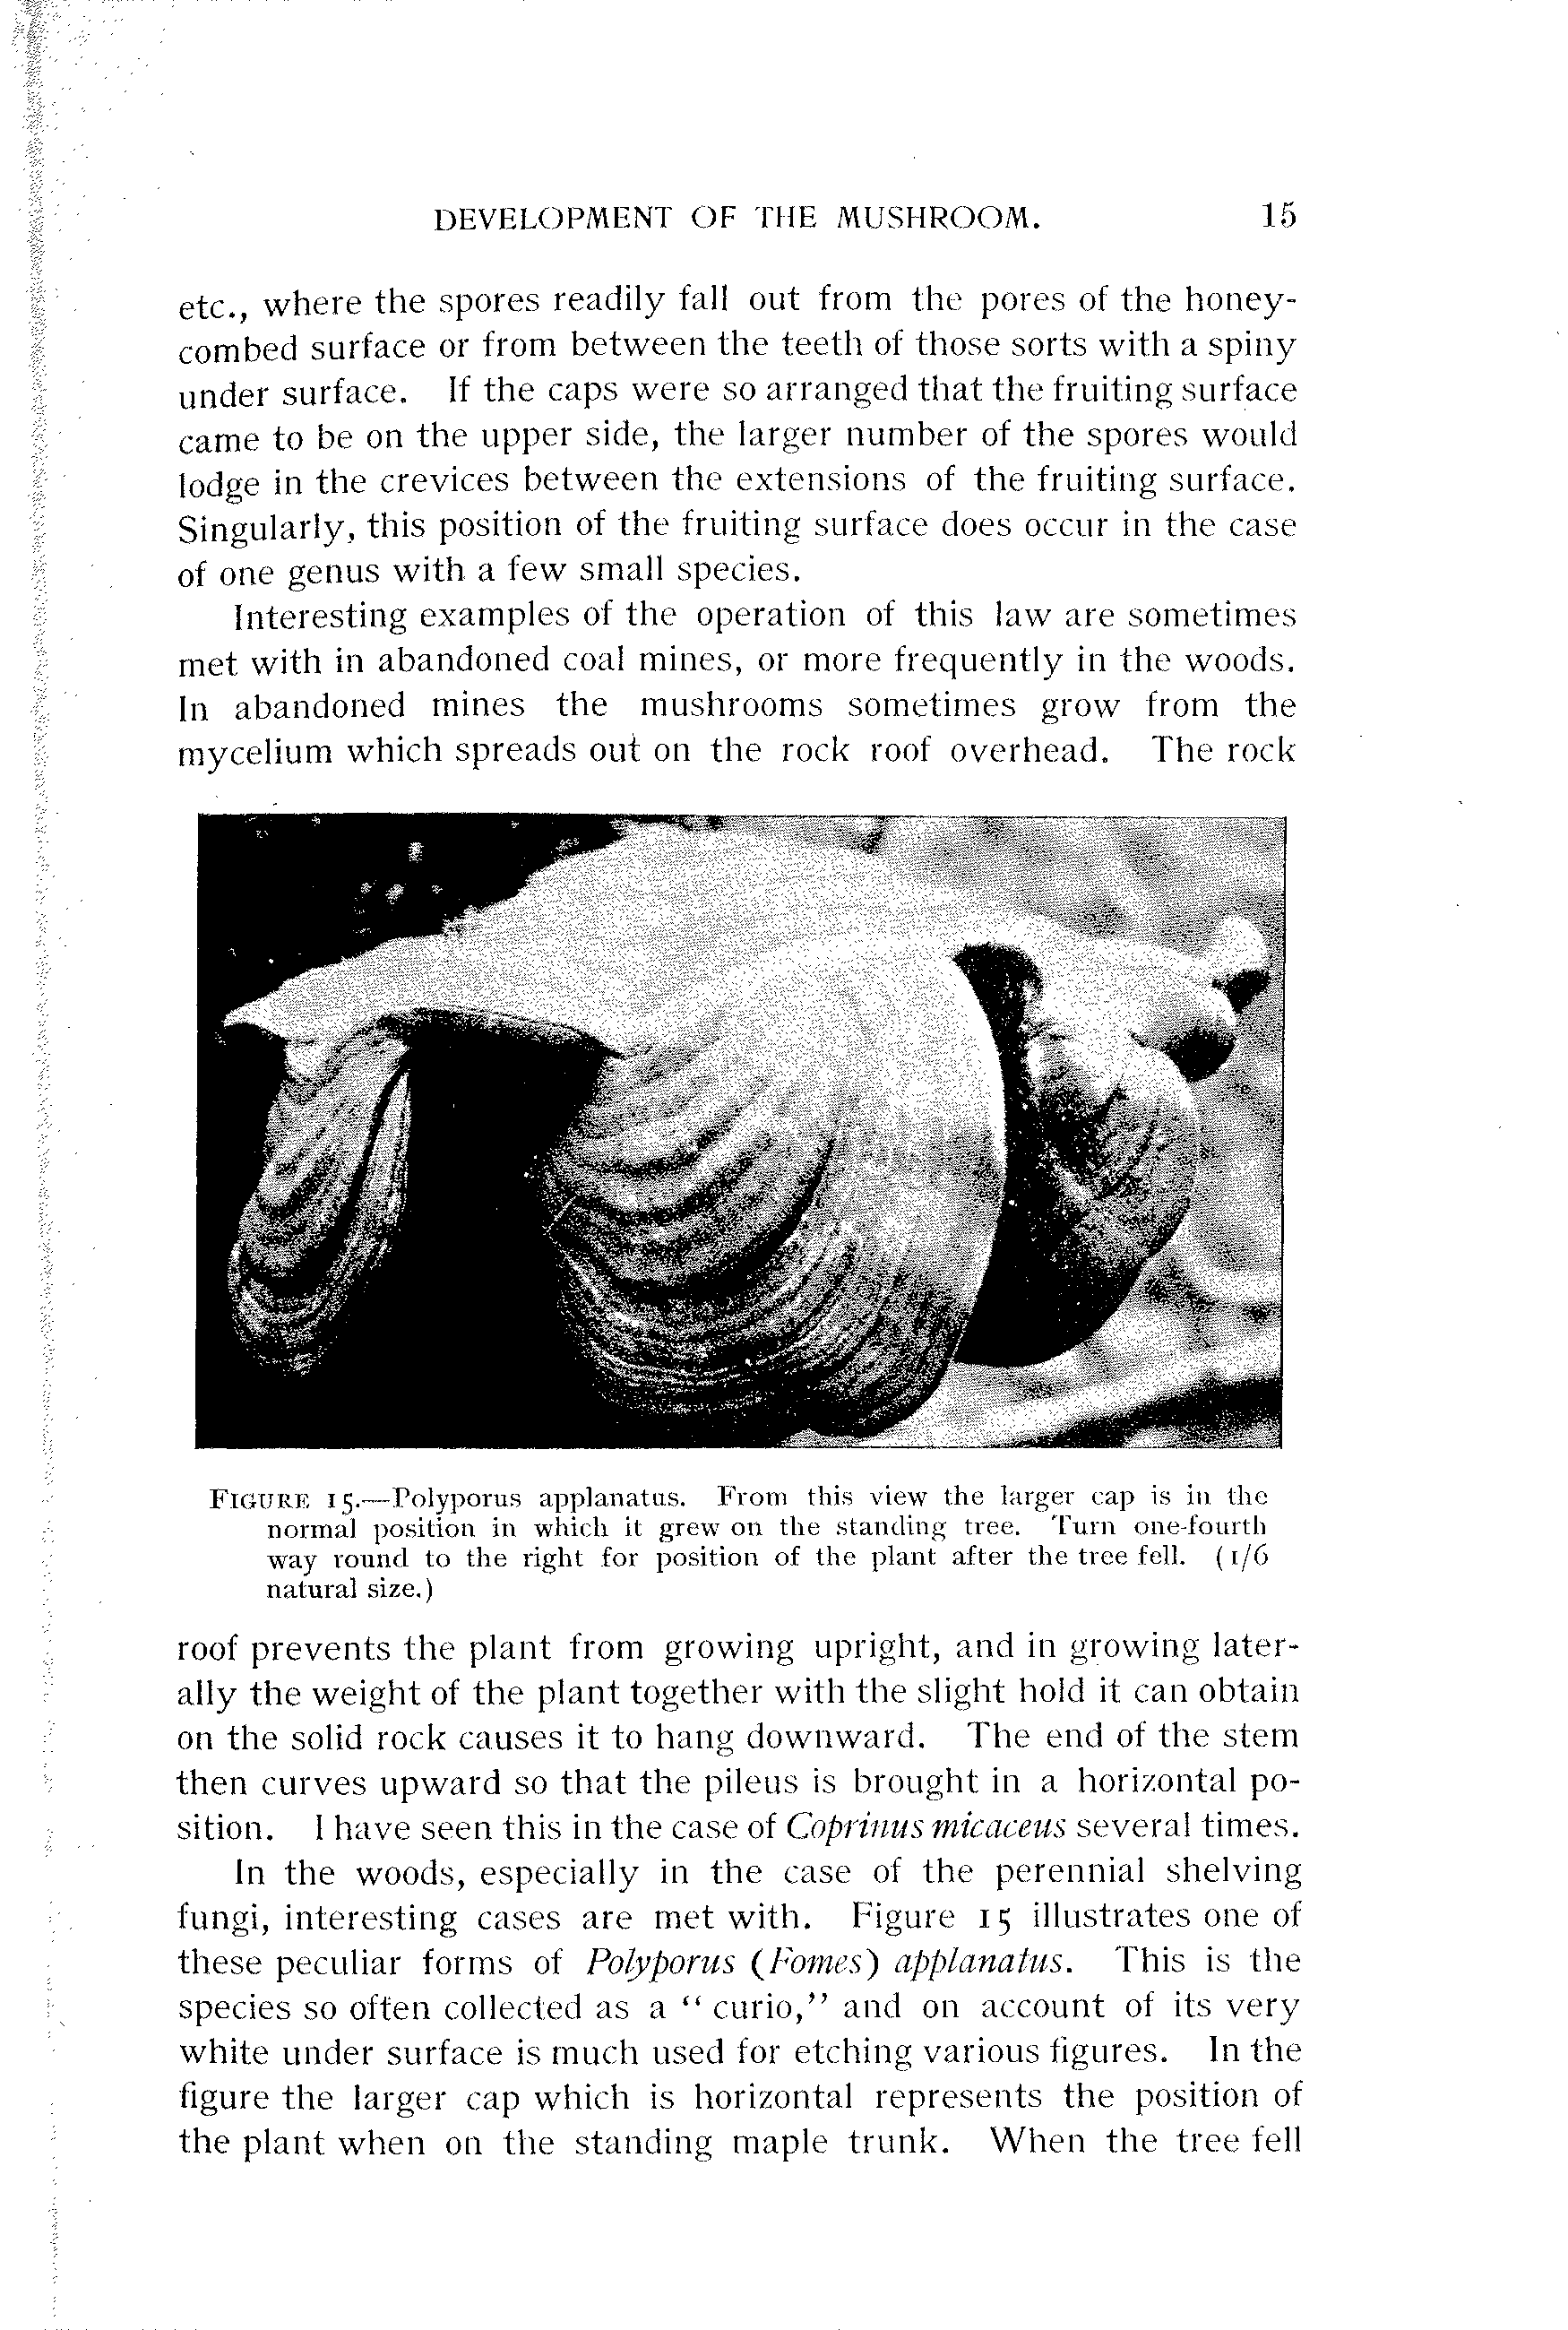 DEVELOPMENT OF THE MUSHROOM. 15
etc., where the spores readily fall out from the pores of the honey-
combed surface or from between the teeth of those sorts with a spiny
under surface. If the caps were so arranged that the fruiting surface
came to be on the upper side, the larger number of the spores would
lodge in the crevices between the extensions of the fruiting surface.
Singularly, this position of the fruiting surface does occur in the case
of one genus with a few small species.
Interesting examples of the operation of this law are sometimes
met with in abandoned coal mines, or more frequently in the woods.
In abandoned mines the mushrooms sometimes grow from the
mycelium which spreads out on the rock roof overhead. The rock
FIGURE 15.—Polyporus applanatus. From this view the larger cap is in the
normal position in which it grew on the standing tree. Turn one-fourth
way round to the right for position of the plant after the tree fell. (1/6
natural size.)
roof prevents the plant from growing upright, and in growing later-
ally the weight of the plant together with the slight hold it can obtain
on the solid rock causes it to hang downward. The end of the stem
then curves upward so that the pileus is brought in a horizontal po-
sition. I have seen this in the case of Coprinus micaceus several times.
In the woods, especially in the case of the perennial shelving
fungi, interesting cases are met with. Figure 15 illustrates one of
these peculiar forms of Polyporus (Fomes) applanatus. This is the
species so often collected as a “ curio,” and on account of its very
white under surface is much used for etching various figures. In the
figure the larger cap which is horizontal represents the position of
the plant when on the standing maple trunk. When the tree fell